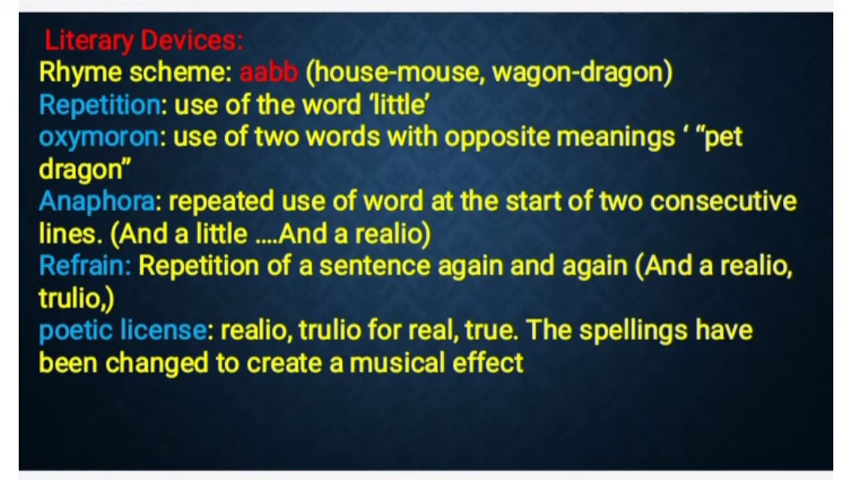 Literary Devices:
Rhyme scheme: aabb (house-mouse, wagon-dragon)
Repetition: use of the word ‘little’
oxymoron: use of two words with opposite meanings ‘ “pet
dragon”
Anaphora: repeated use of word at the start of two consecutive
lines. (And a little ....And a realio)
Refrain: Repetition of a sentence again and again (And a realio,
trulio,)
poetic license: realio, trulio for real, true. The spellings have
been changed to create a musical effect